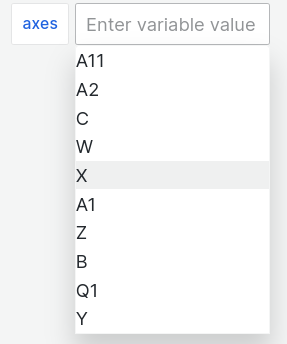 axes
Enter variable value
A11
A2
C
W
X
A1
Z
B
Q1
Y